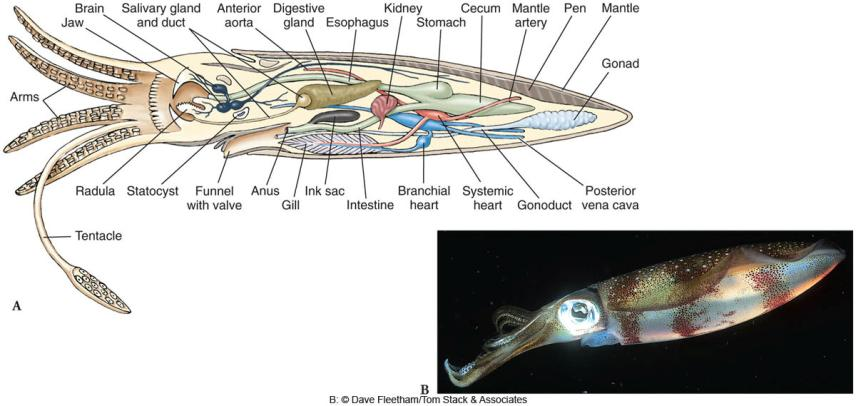 Brain
Jaw
Salivary gland
and duct
Anterior
aorta
Digestive
gland
Esophagus
Kidney
Stomach
Cecum
Mantle
artery
Pen
Mantle
Gonad
Arms
Radula
Statocyst
Funnel
with valve
Anus
Gill
Ink sac
Intestine
Branchial
heart
Systemic
heart
Gonoduct
Posterior
vena cava
Tentacle
A
B
B: © Dave Fleetham/Tom Stack & Associates